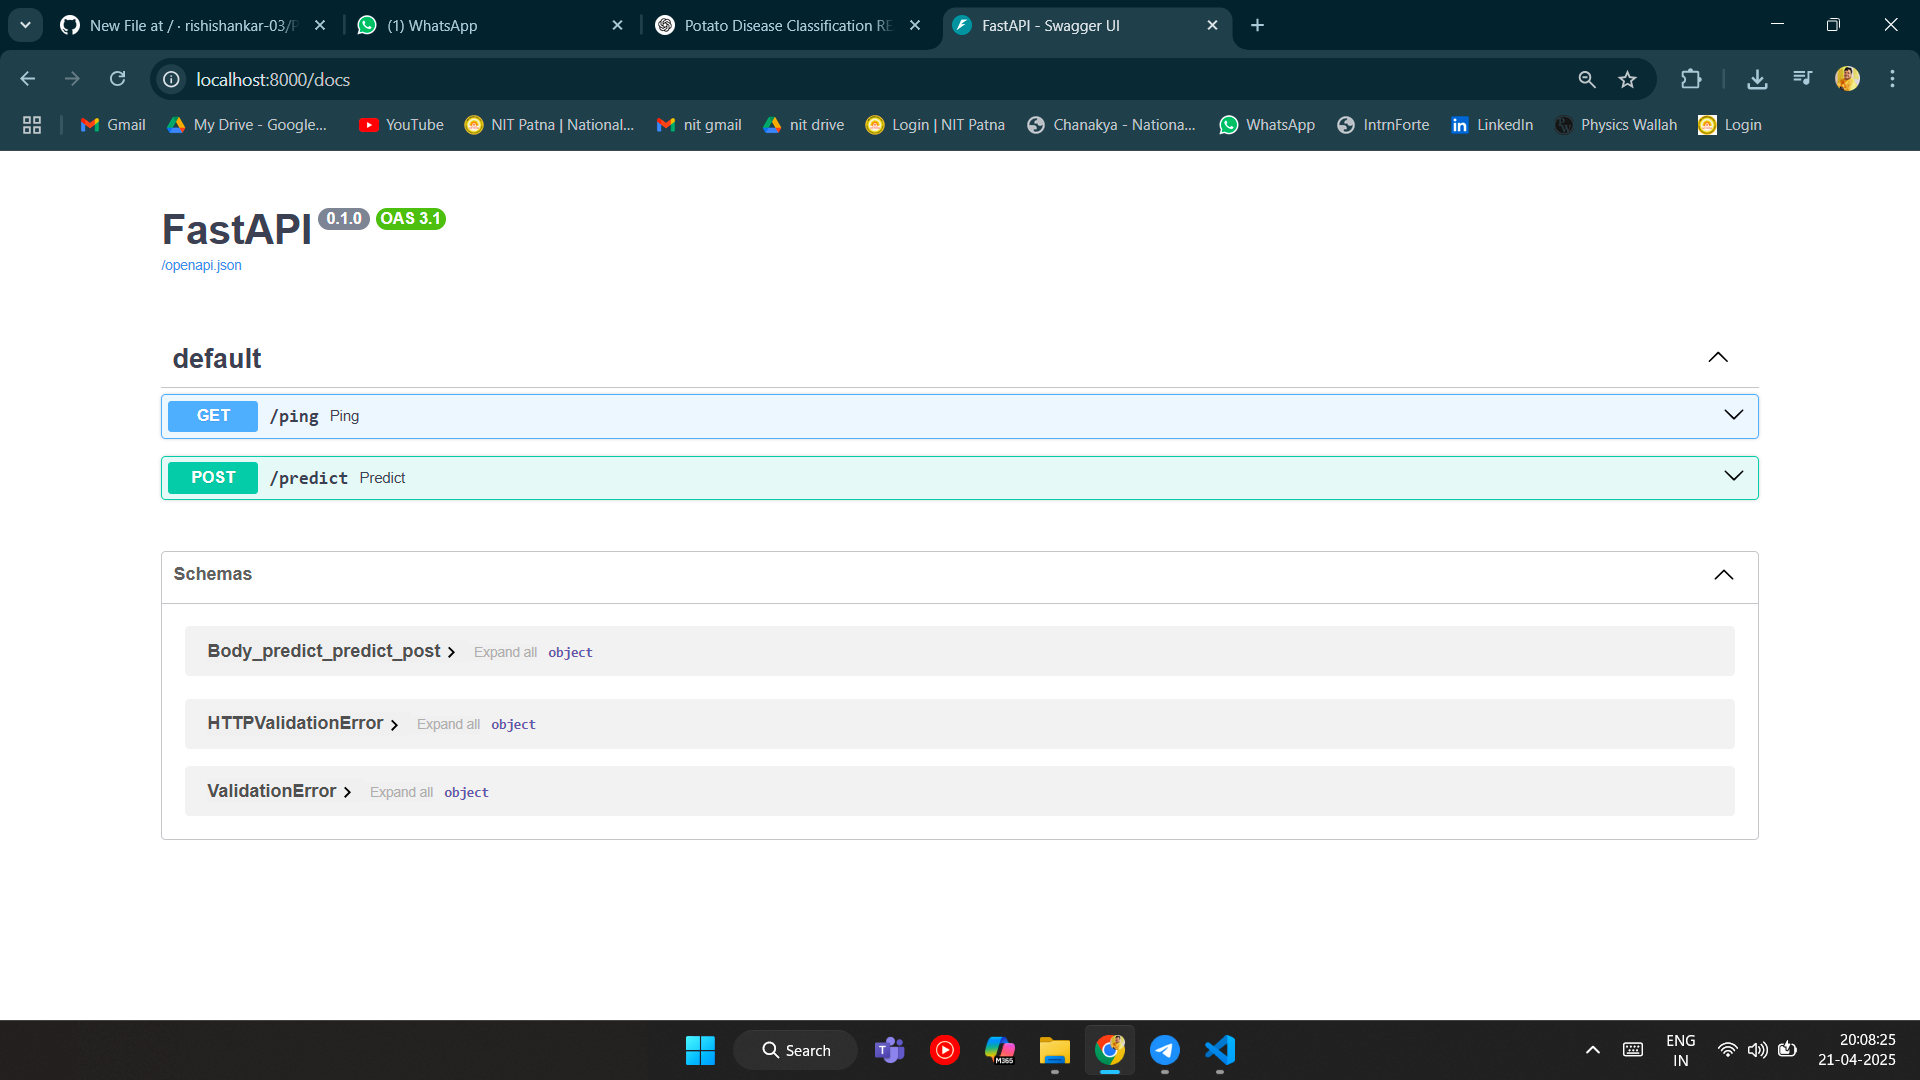 New File at / · rishishankar-03/P
(1) WhatsApp
Potato Disease Classification RE
FastAPI - Swagger UI
localhost:8000/docs
Gmail
My Drive - Google...
YouTube
NIT Patna | National...
nit gmail
nit drive
Login | NIT Patna
Chanakya - Nationa...
WhatsApp
IntrnForte
LinkedIn
Physics Wallah
Login
FastAPI 0.1.0 OAS 3.1
/openapi.json
default
GET /ping Ping
POST /predict Predict
Schemas
Body_predict_predict_post Expand all object
HTTPValidationError Expand all object
ValidationError Expand all object
Search
M365
ENG
IN
20:08:25
21-04-2025